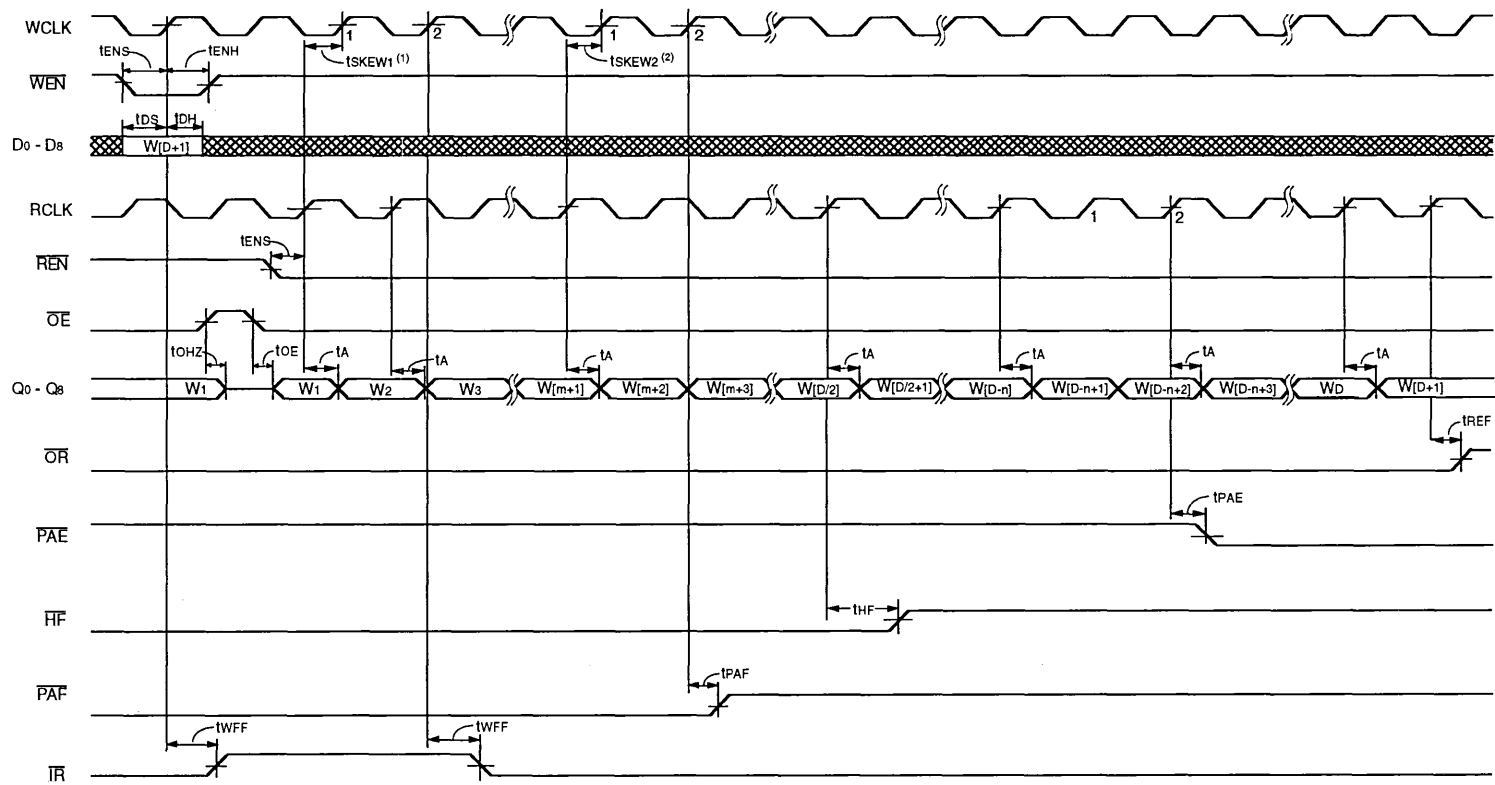 WCLK 1 2 1 2
tENS tENH tSKEW1 (1) tSKEW2 (2)
WEN
tDS tDH
D0 - D8 W[D+1]
RCLK 1 2
tENS
REN
OE
tOHZ tOE tA tA tA tA tA tA tA
Q0 - Q8 W1 W1 W2 W3 W[m+1] W[m+2] W[m+3] W[D/2] W[D/2+1] W[D-n] W[D-n+1] W[D-n+2] W[D-n+3] WD W[D+1]
tREF
OR
tPAE
PAE
tHF
HF
tPAF
PAF
tWFF tWFF
IR